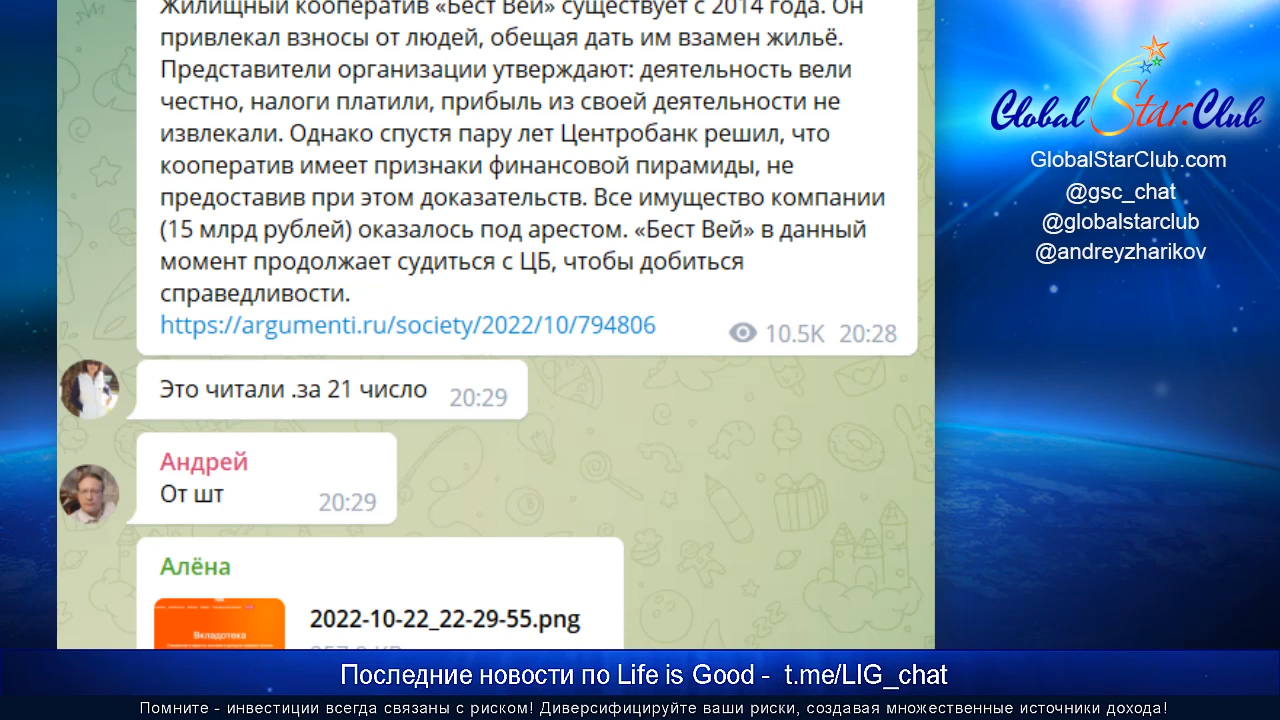 Жилищный кооператив «Бест Вей» существует с 2014 года. Он
привлекал взносы от людей, обещая дать им взамен жильё.
Представители организации утверждают: деятельность вели
честно, налоги платили, прибыль из своей деятельности не
извлекали. Однако спустя пару лет Центробанк решил, что
кооператив имеет признаки финансовой пирамиды, не
предоставив при этом доказательств. Все имущество компании
(15 млрд рублей) оказалось под арестом. «Бест Вей» в данный
момент продолжает судиться с ЦБ, чтобы добиться
справедливости.
https://argumenti.ru/society/2022/10/794806 10.5K 20:28
Это читали .за 21 число 20:29
Андрей
От шт 20:29
Алёна
2022-10-22_22-29-55.png
Вкладотека
Global Star.Club
GlobalStarClub.com
@gsc_chat
@globalstarclub
@andreyzharikov
Последние новости по Life is Good - t.me/LIG_chat
Помните - инвестиции всегда связаны с риском! Диверсифицируйте ваши риски, создавая множественные источники дохода!